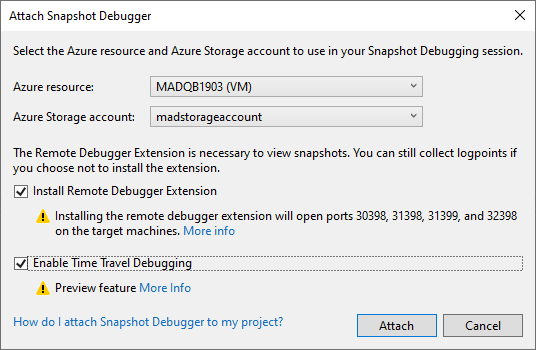 Attach Snapshot Debugger
Select the Azure resource and Azure Storage account to use in your Snapshot Debugging session.
Azure resource:
MADQB1903 (VM)
Azure Storage account:
madstorageaccount
The Remote Debugger Extension is necessary to view snapshots. You can still collect logpoints if
you choose not to install the extension.
Install Remote Debugger Extension
Installing the remote debugger extension will open ports 30398, 31398, 31399, and 32398
on the target machines. More info
Enable Time Travel Debugging
Preview feature More Info
How do I attach Snapshot Debugger to my project?
Attach
Cancel